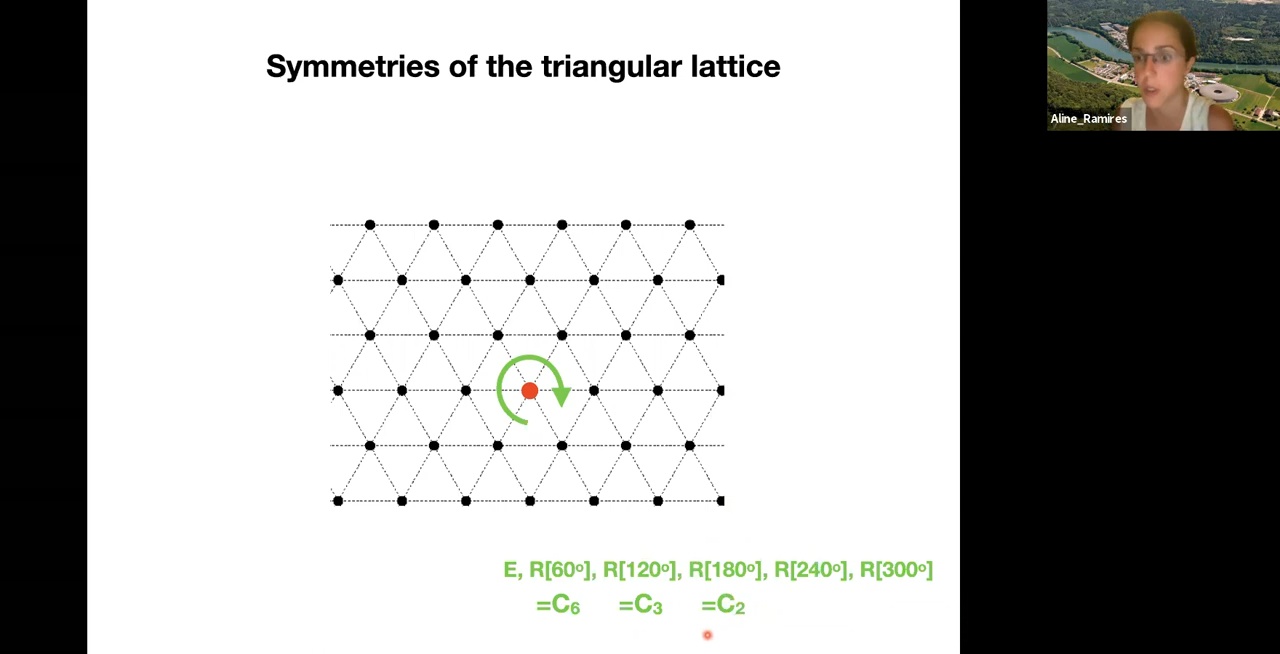 Symmetries of the triangular lattice
Aline_Ramires
E, R[60º], R[120º], R[180º], R[240º], R[300º]
=C₆ =C₃ =C₂